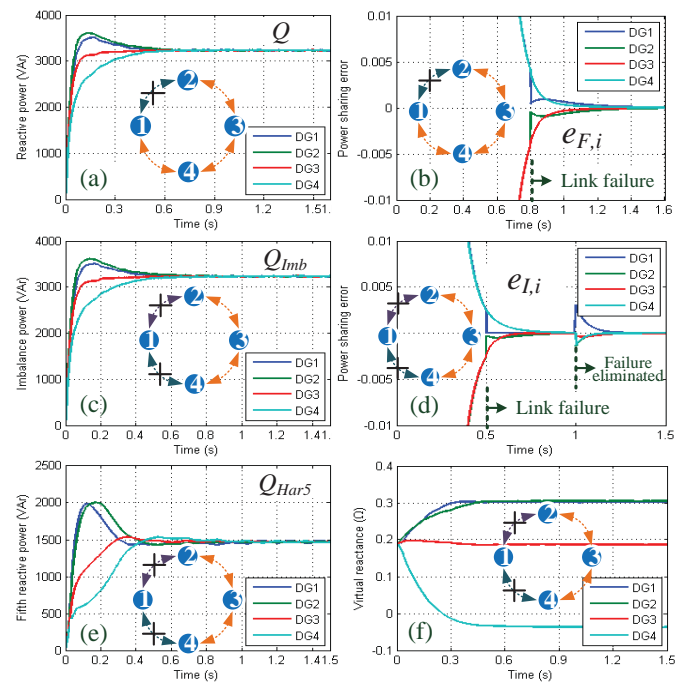 4000
3000
2000
1000
0
Reactive power (VAr)
Q
2
1
3
4
(a)
DG1
DG2
DG3
DG4
0 0.3 0.6 0.9 1.2 1.51.
Time (s)
0.01
0.005
0
-0.005
-0.01
Power sharing error
2
1
3
4
(b)
DG1
DG2
DG3
DG4
eF,i
Link failure
0 0.2 0.4 0.6 0.8 1 1.2 1.4 1.6
Time (s)
4000
3000
2000
1000
0
Imbalance power (VAr)
QImb
2
1
3
4
(c)
DG1
DG2
DG3
DG4
0 0.2 0.4 0.6 0.8 1 1.2 1.41.5
Time (s)
0.01
0.005
0
-0.005
-0.01
Power sharing error
eI,i
2
1
3
4
(d)
DG1
DG2
DG3
DG4
Failure
eliminated
Link failure
0.5 1 1.5
Time (s)
2500
2000
1500
1000
500
0
Fifth reactive power (VAr)
QHar5
2
1
3
4
(e)
DG1
DG2
DG3
DG4
0 0.2 0.4 0.6 0.8 1 1.2 1.41.5
Time (s)
0.4
0.3
0.2
0.1
0
-0.1
Virtual reactance (Ω)
2
1
3
4
(f)
DG1
DG2
DG3
DG4
0 0.3 0.6 0.9 1.2 1.5
Time (s)